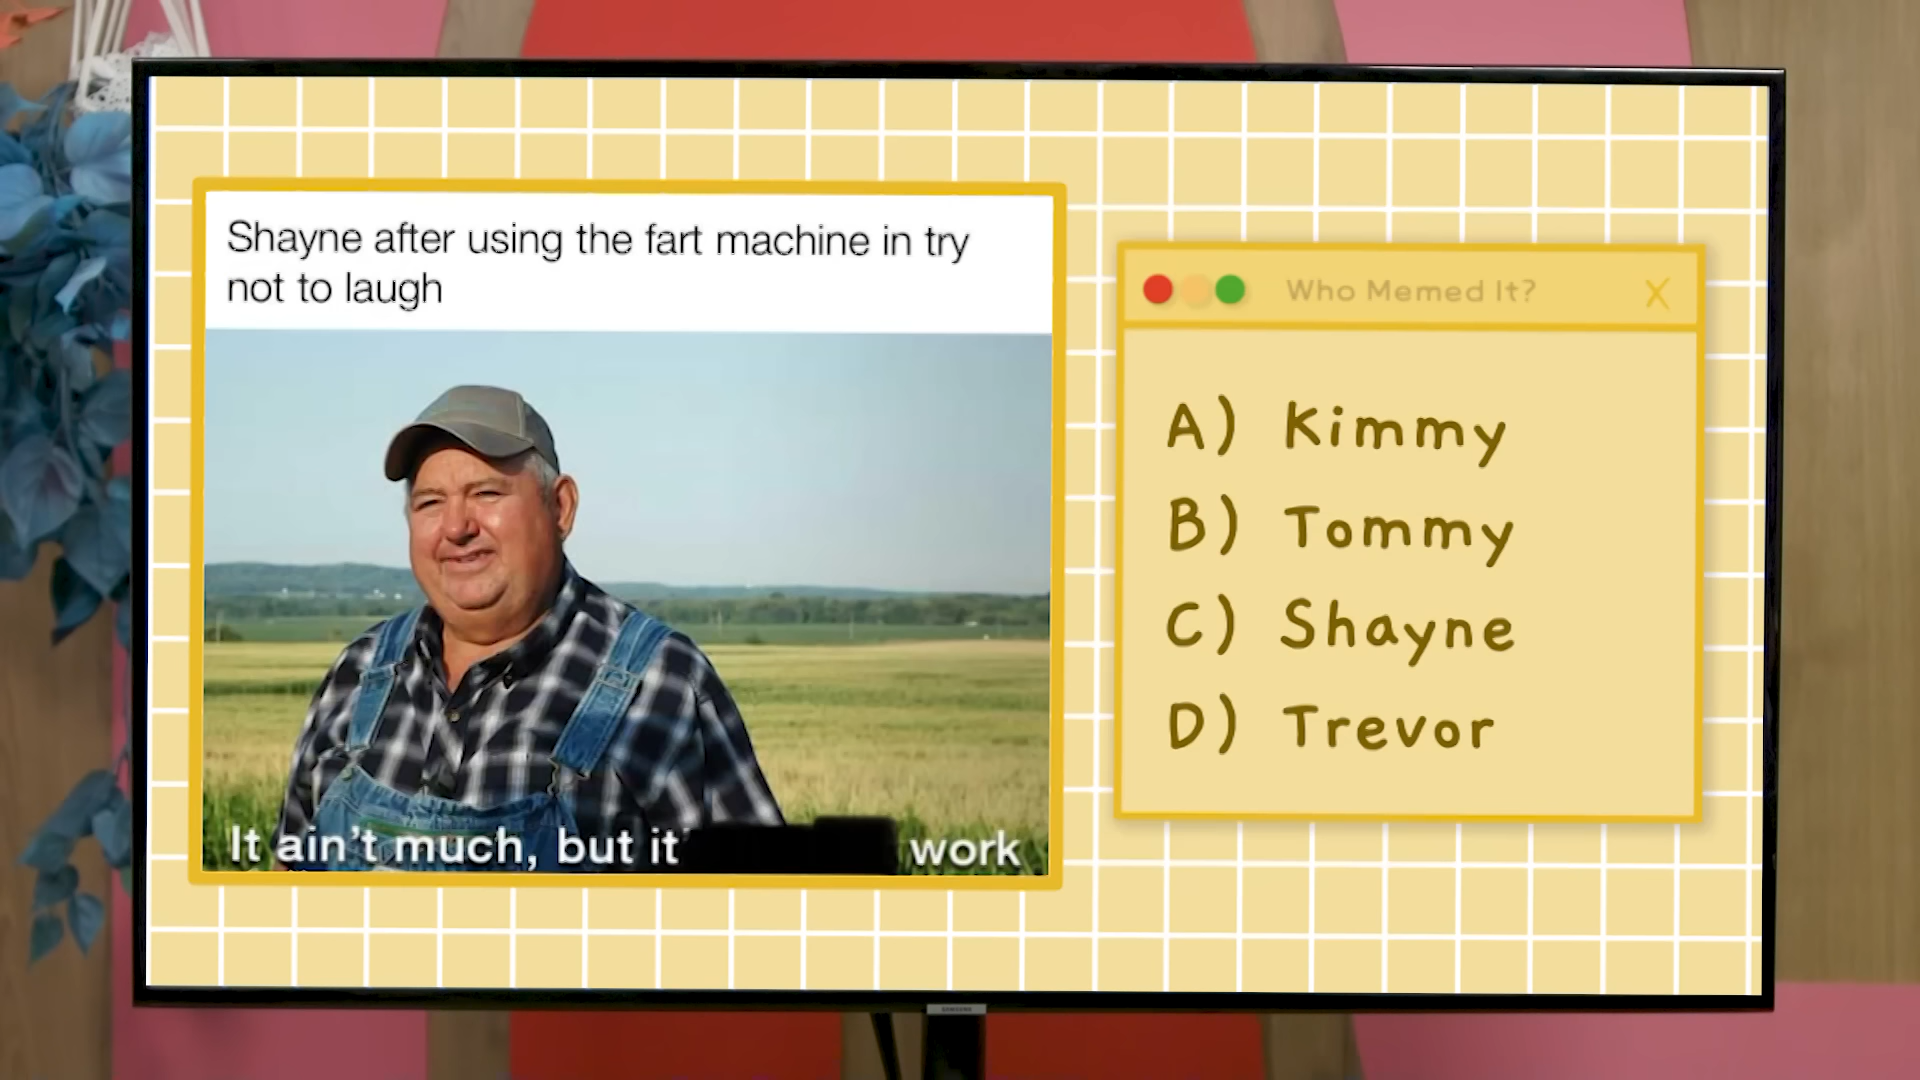 Shayne after using the fart machine in try
not to laugh
It ain't much, but it work
Who Memed It?
X
A) Kimmy
B) Tommy
C) Shayne
D) Trevor
SAMSUNG